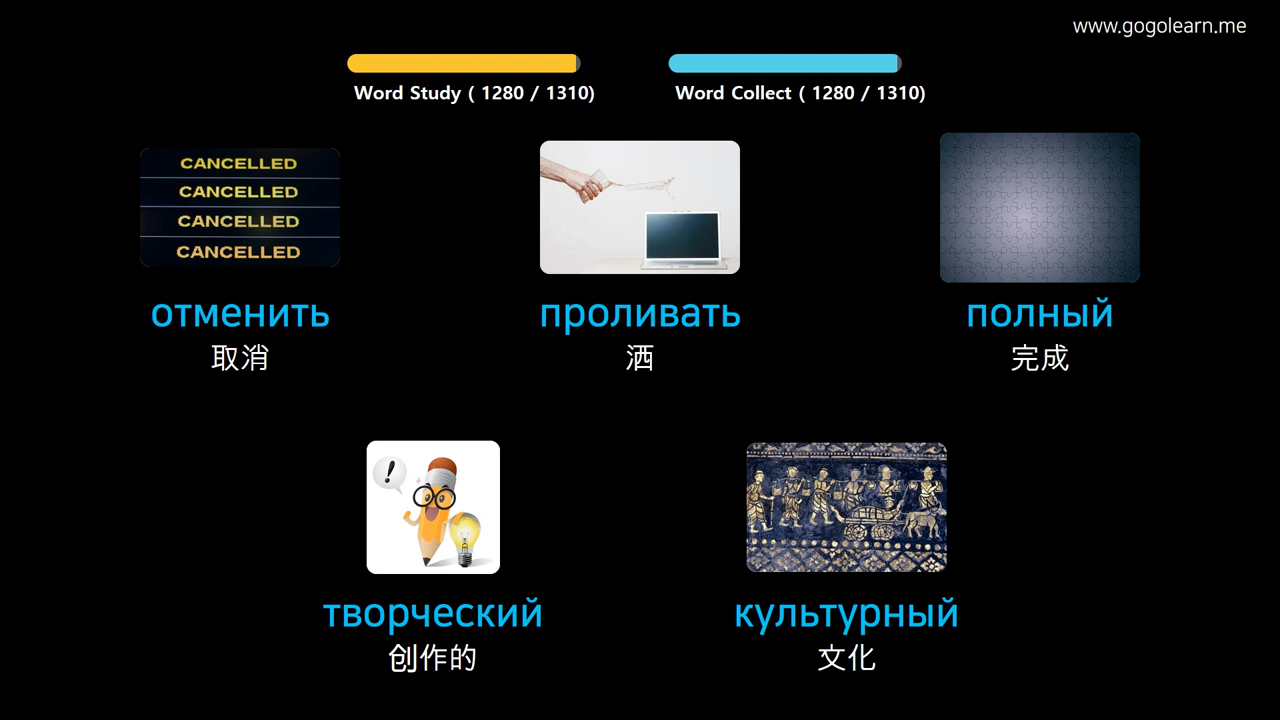 www.gogolearn.me
Word Study ( 1280 / 1310)
Word Collect ( 1280 / 1310)
CANCELLED
CANCELLED
CANCELLED
CANCELLED
отменить
取消
проливать
洒
полный
完成
!
творческий
创作的
культурный
文化